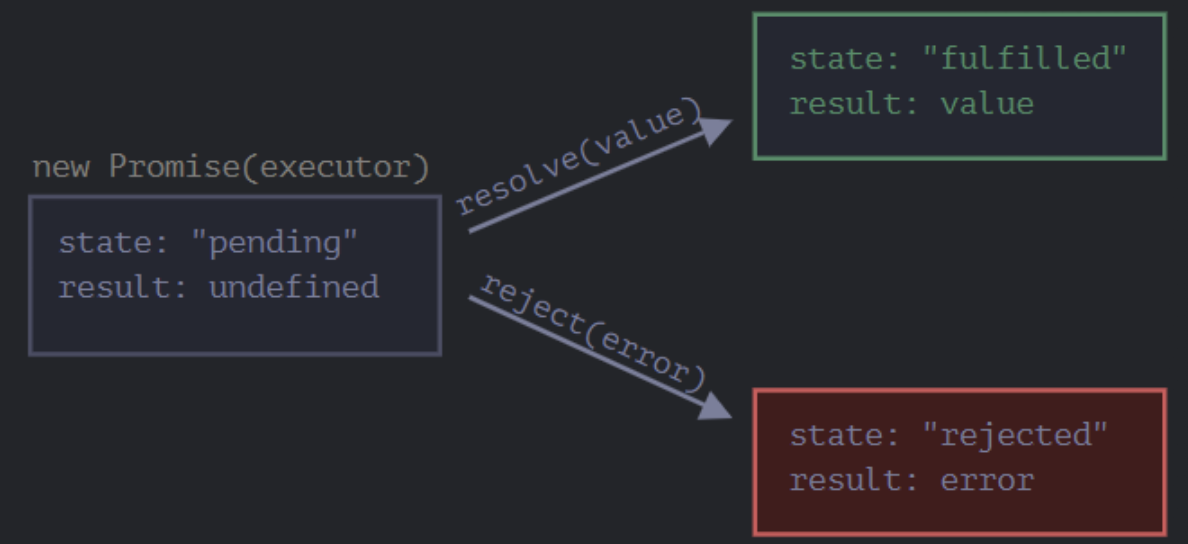 new Promise(executor)
state: "pending"
result: undefined
resolve(value)
reject(error)
state: "fulfilled"
result: value
state: "rejected"
result: error